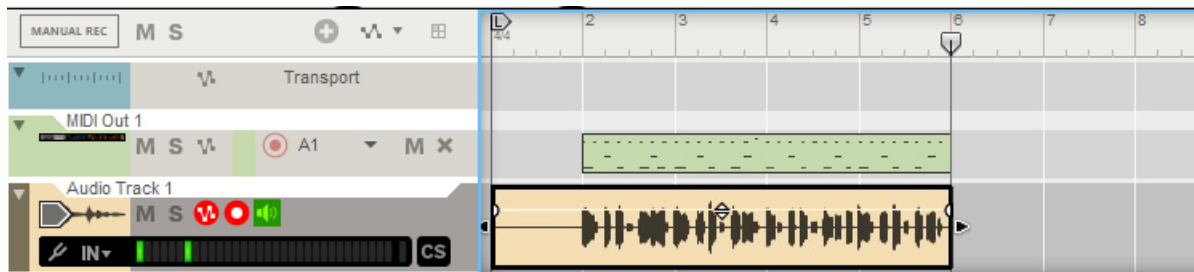 MANUAL REC M S L 2 3 4 5 6 7 8
4/4
Transport
MIDI Out 1
M S A1 M
Audio Track 1
M S
IN CS